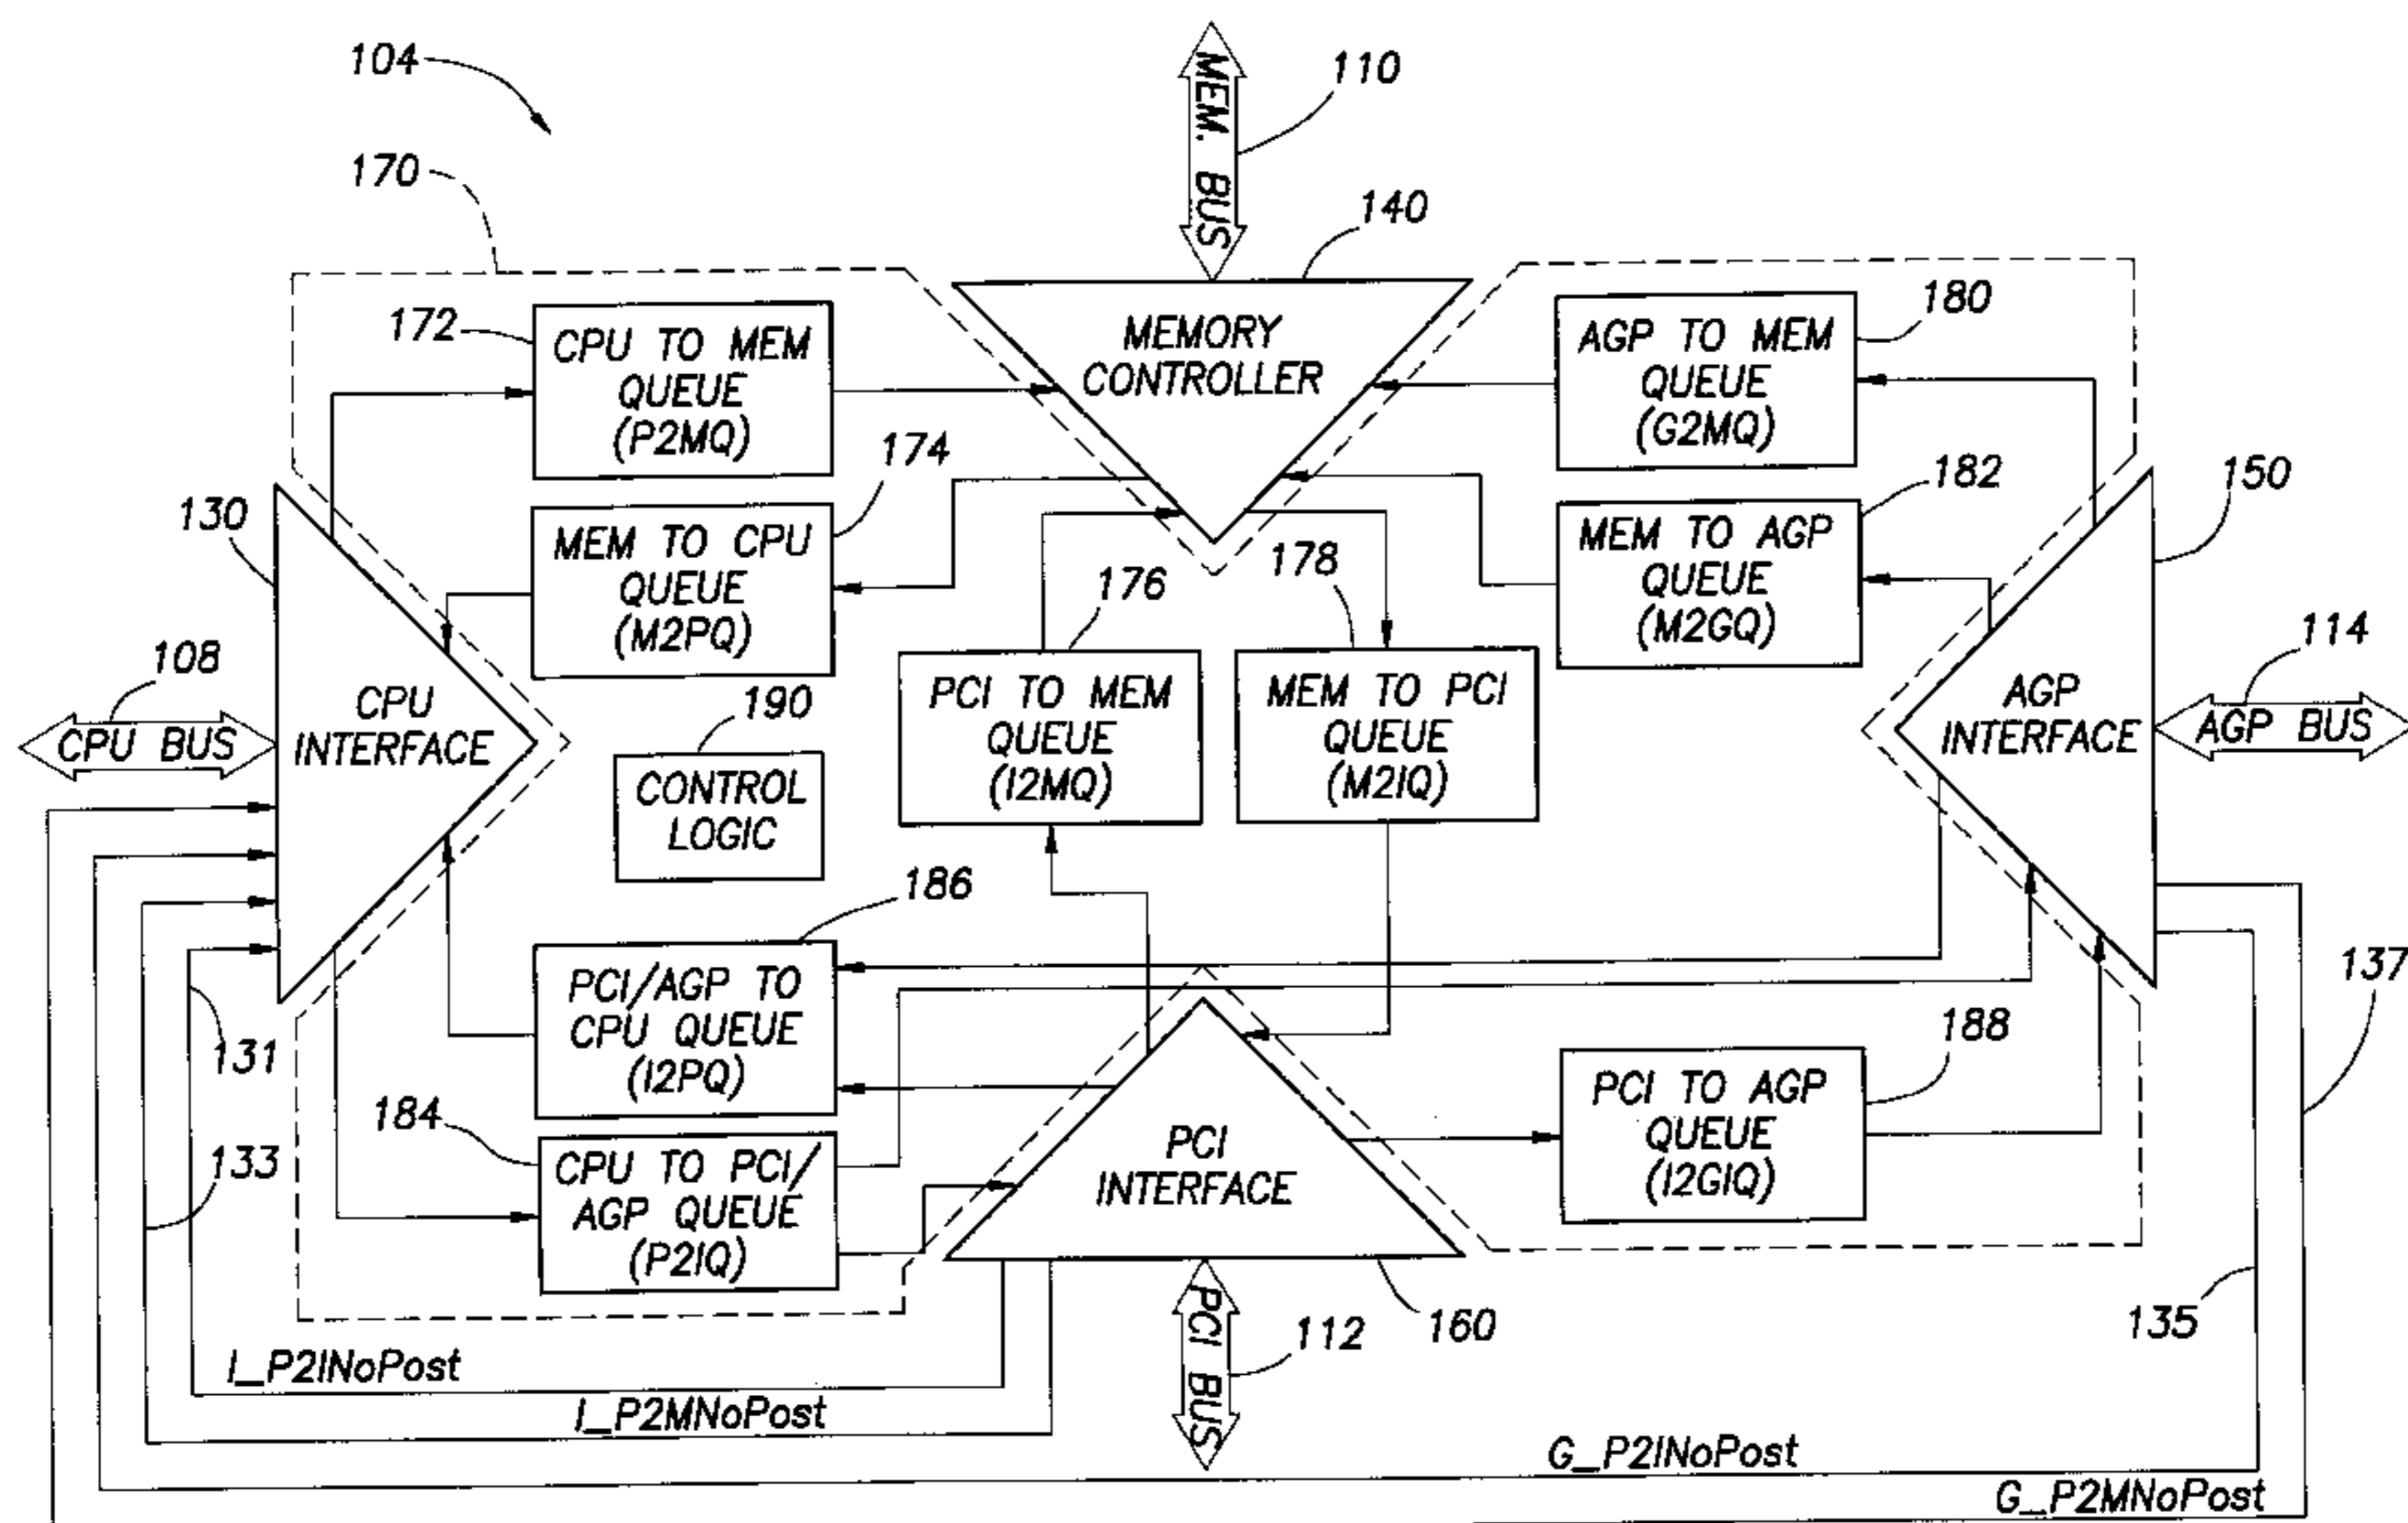 104
110
MEM. BUS
170
140
172
CPU TO MEM
QUEUE
(P2MQ)
MEMORY
CONTROLLER
AGP TO MEM
QUEUE
(G2MQ)
180
174
182
150
130
MEM TO CPU
QUEUE
(M2PQ)
176
178
MEM TO AGP
QUEUE
(M2GQ)
114
108
CPU BUS
CPU
INTERFACE
190
CONTROL
LOGIC
PCI TO MEM
QUEUE
(I2MQ)
MEM TO PCI
QUEUE
(M2IQ)
AGP
INTERFACE
AGP BUS
186
137
PCI/AGP TO
CPU QUEUE
(I2PQ)
131
188
184
133
CPU TO PCI/
AGP QUEUE
(P2IQ)
PCI
INTERFACE
PCI TO AGP
QUEUE
(I2GIQ)
PCI BUS
112
160
135
I_P2INoPost
I_P2MNoPost
G_P2INoPost
G_P2MNoPost